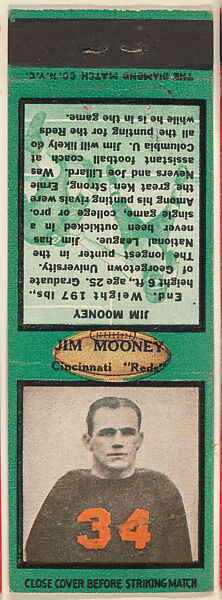 THE DIAMOND MATCH CO. N.Y.C.
JIM MOONEY
End. Weight 197 lbs.,
height, 6 ft., age, 25. Graduate
of Georgetown University.
The longest punter in the
National League. Jim has
never been outkicked in a
single game, college or pro.
Among his punting rivals were
the great Ken Strong, Ernie
Nevers and Joe Lillard. Was
assistant football coach at
Columbia U. Jim will likely do
all the punting for the Reds
while he is in the game.
JIM MOONEY
Cincinnati "Reds"
34
CLOSE COVER BEFORE STRIKING MATCH